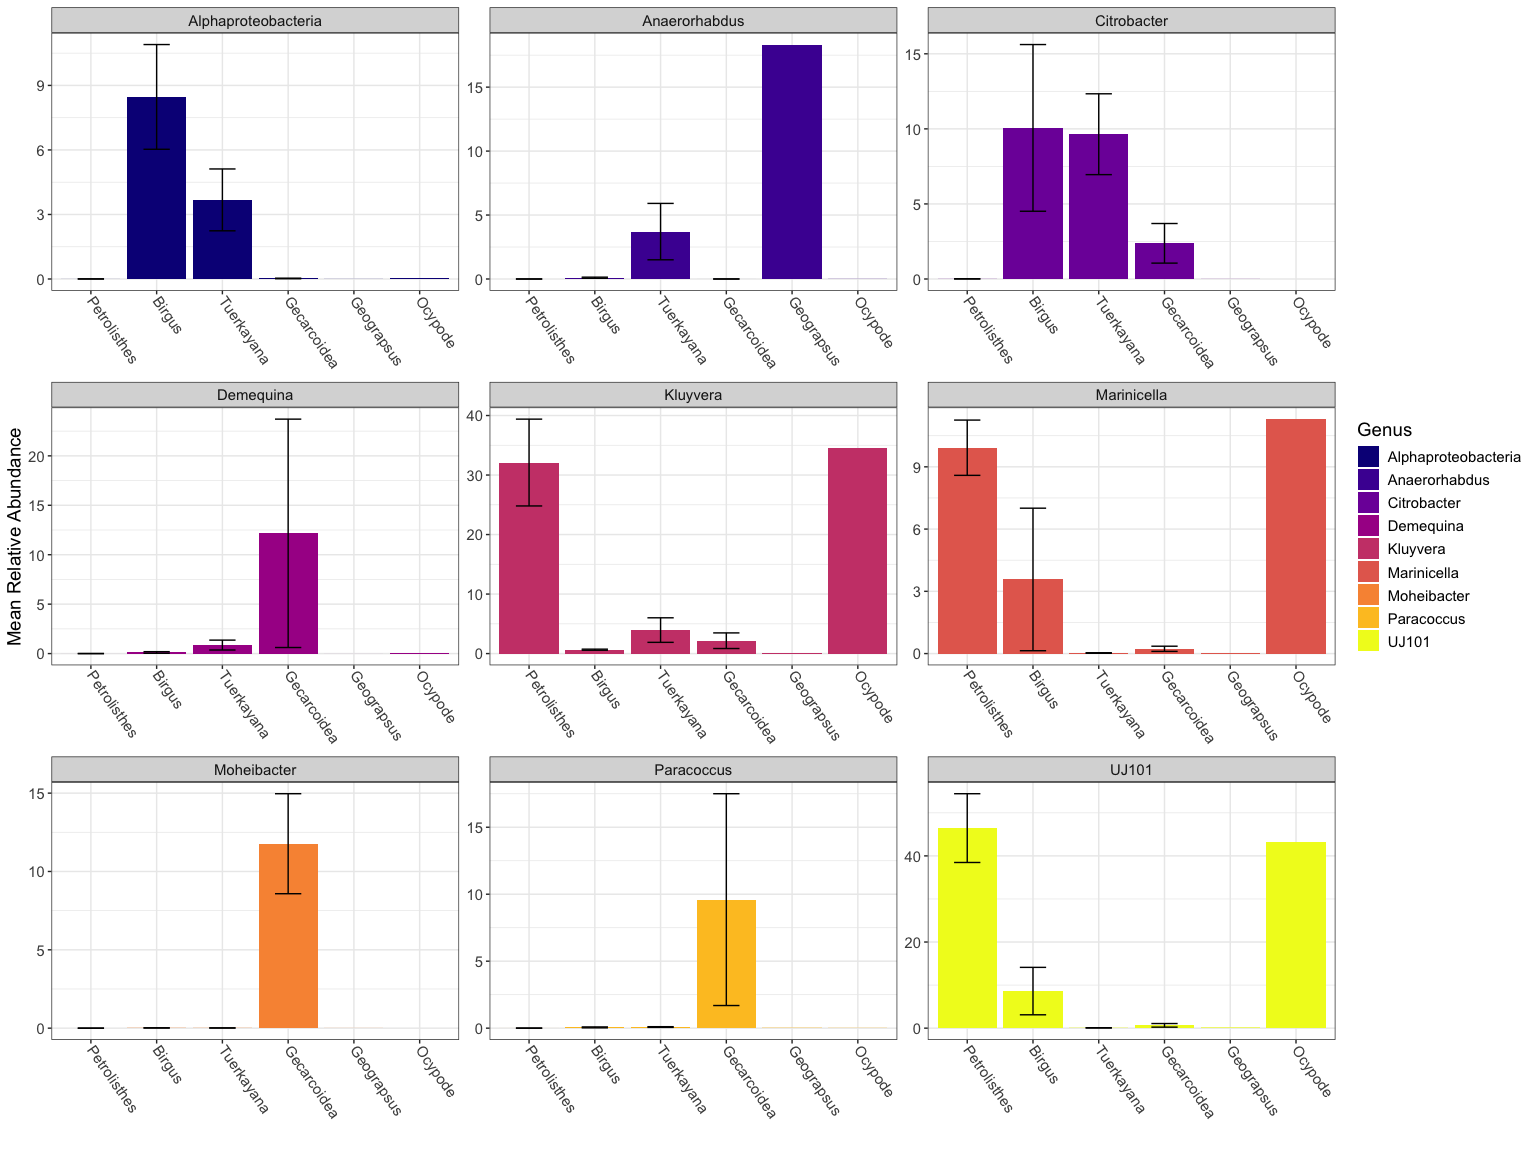 Alphaproteobacteria
Anaerorhabdus
Citrobacter
9
6
3
0
15
10
5
0
15
10
5
0
Petrolisthes
Birgus
Tuerkayana
Gecarcoidea
Geograpsus
Ocypode
Petrolisthes
Birgus
Tuerkayana
Gecarcoidea
Geograpsus
Ocypode
Petrolisthes
Birgus
Tuerkayana
Gecarcoidea
Geograpsus
Ocypode
Mean Relative Abundance
Demequina
Kluyvera
Marinicella
20
15
10
5
0
40
30
20
10
0
9
6
3
0
Petrolisthes
Birgus
Tuerkayana
Gecarcoidea
Geograpsus
Ocypode
Petrolisthes
Birgus
Tuerkayana
Gecarcoidea
Geograpsus
Ocypode
Petrolisthes
Birgus
Tuerkayana
Gecarcoidea
Geograpsus
Ocypode
Moheibacter
Paracoccus
UJ101
15
10
5
0
15
10
5
0
40
20
0
Petrolisthes
Birgus
Tuerkayana
Gecarcoidea
Geograpsus
Ocypode
Petrolisthes
Birgus
Tuerkayana
Gecarcoidea
Geograpsus
Ocypode
Petrolisthes
Birgus
Tuerkayana
Gecarcoidea
Geograpsus
Ocypode
Genus
Alphaproteobacteria
Anaerorhabdus
Citrobacter
Demequina
Kluyvera
Marinicella
Moheibacter
Paracoccus
UJ101